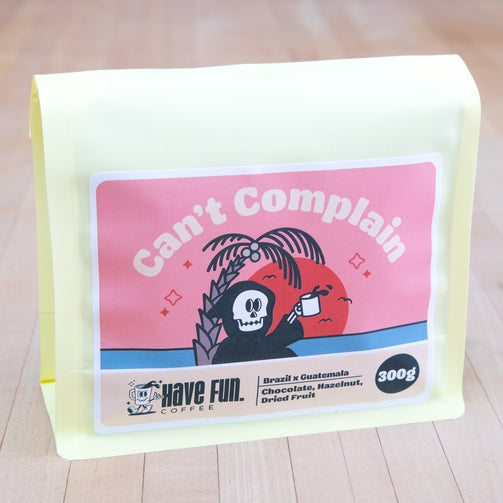 Can't Complain
Have Fun.
COFFEE
Brazil x Guatemala
Chocolate, Hazelnut,
Dried Fruit
300g